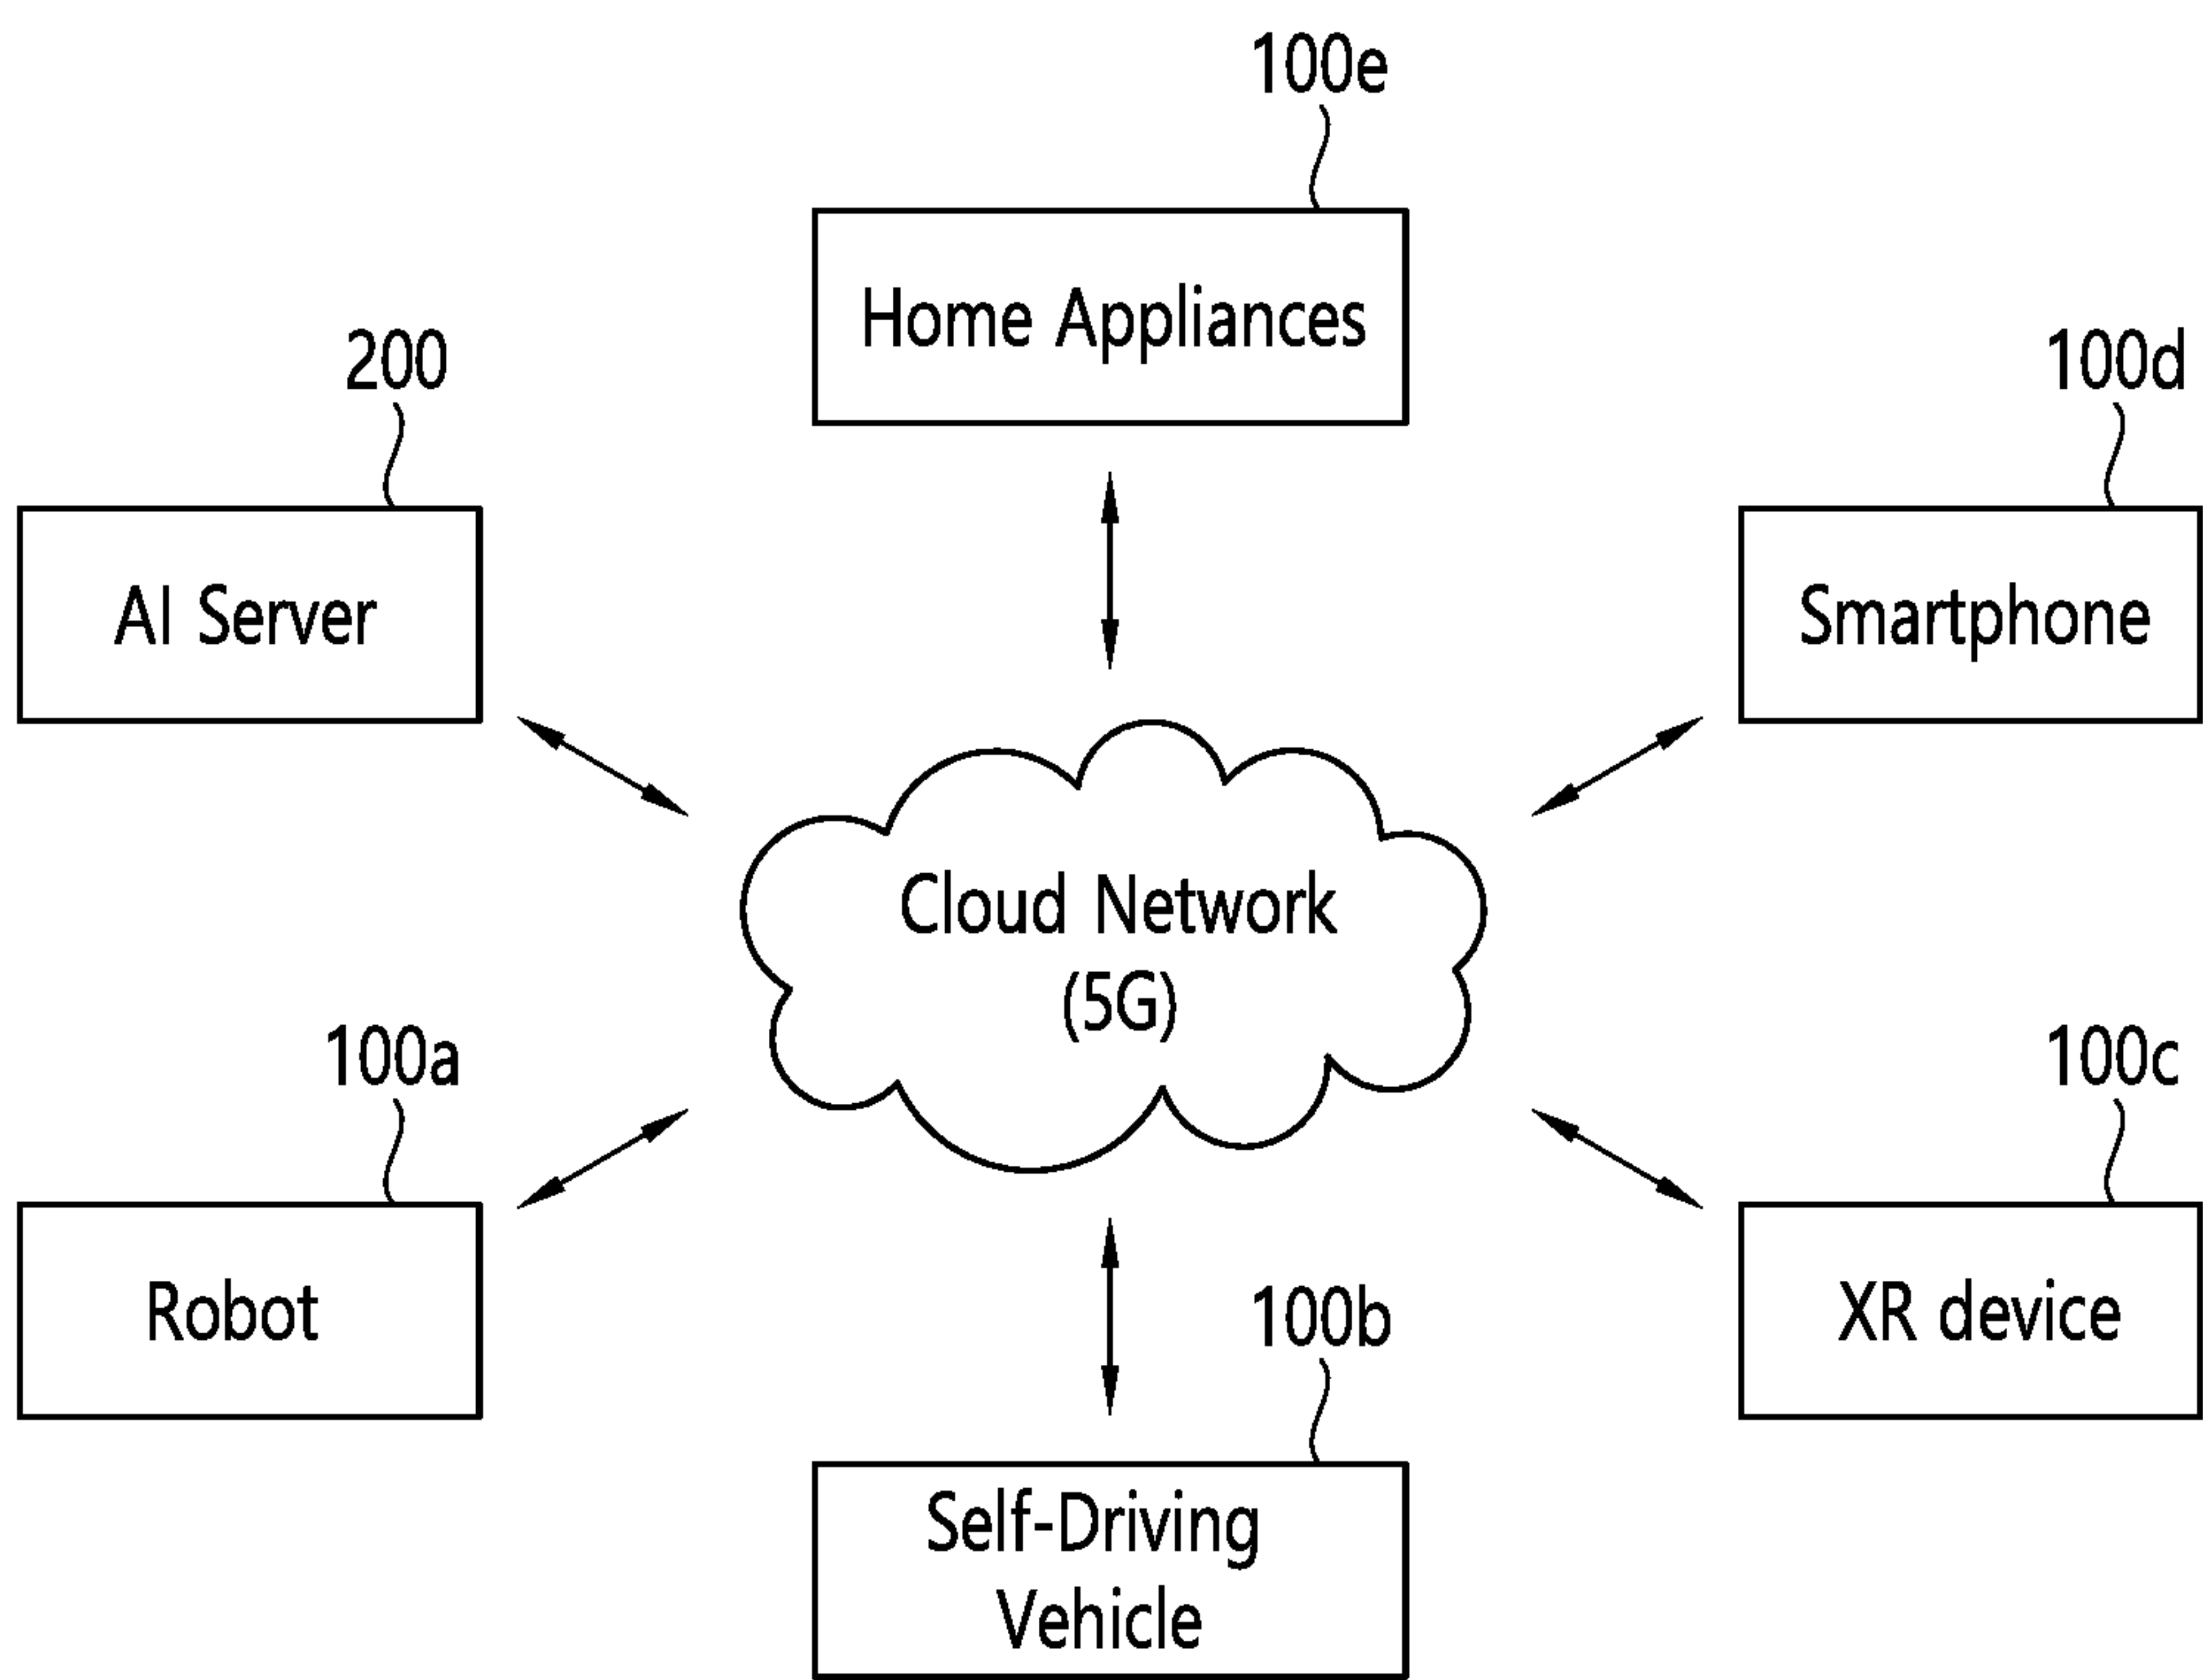 100e
Home Appliances
200
AI Server
100d
Smartphone
Cloud Network
(5G)
100a
Robot
100c
XR device
100b
Self-Driving
Vehicle